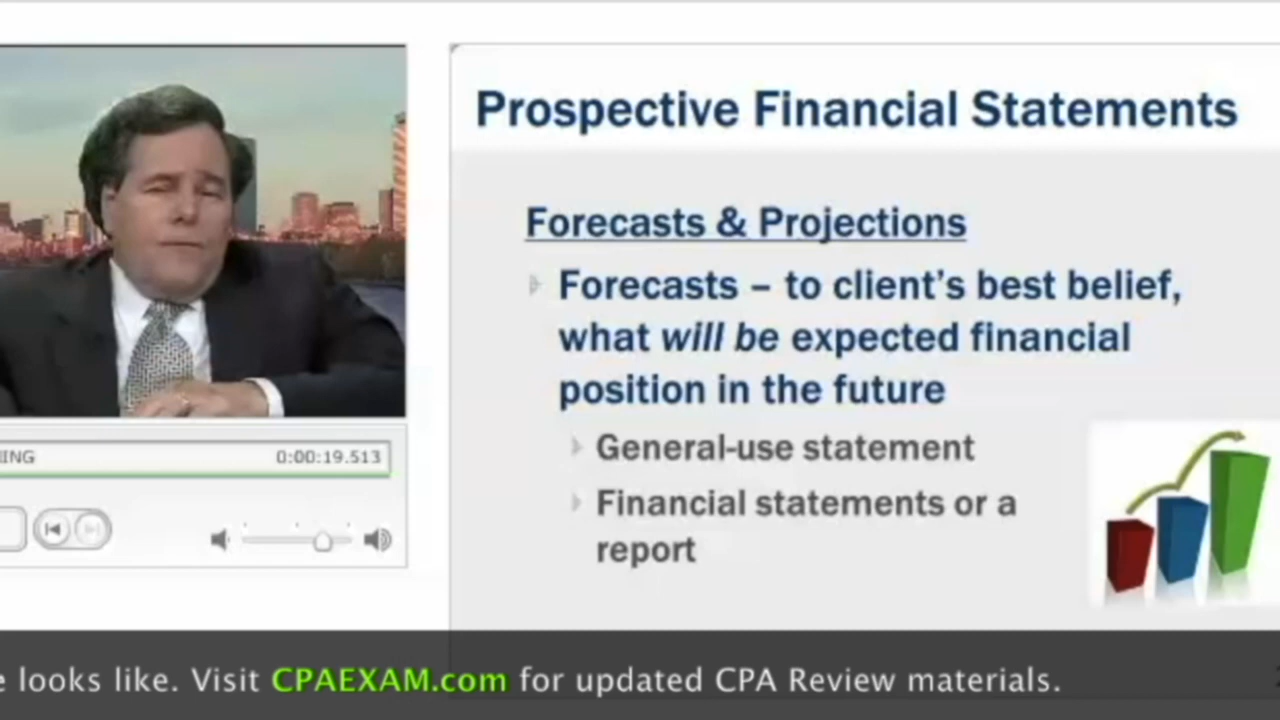 Prospective Financial Statements
Forecasts & Projections
Forecasts – to client's best belief,
what will be expected financial
position in the future
General-use statement
Financial statements or a
report
ING
0:00:19.513
e looks like. Visit CPAEXAM.com for updated CPA Review materials.